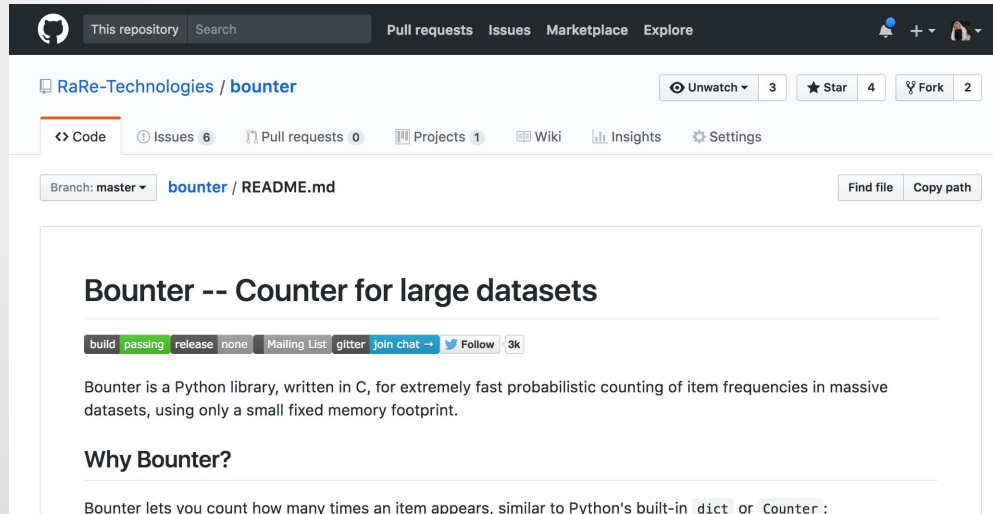 This repository Search Pull requests Issues Marketplace Explore
RaRe-Technologies / bounter Unwatch 3 Star 4 Fork 2
Code Issues 6 Pull requests 0 Projects 1 Wiki Insights Settings
Branch: master bounter / README.md Find file Copy path
Bounter -- Counter for large datasets
build passing release none Mailing List gitter join chat → Follow 3k
Bounter is a Python library, written in C, for extremely fast probabilistic counting of item frequencies in massive
datasets, using only a small fixed memory footprint.
Why Bounter?
Bounter lets you count how many times an item appears, similar to Python's built-in dict or Counter: